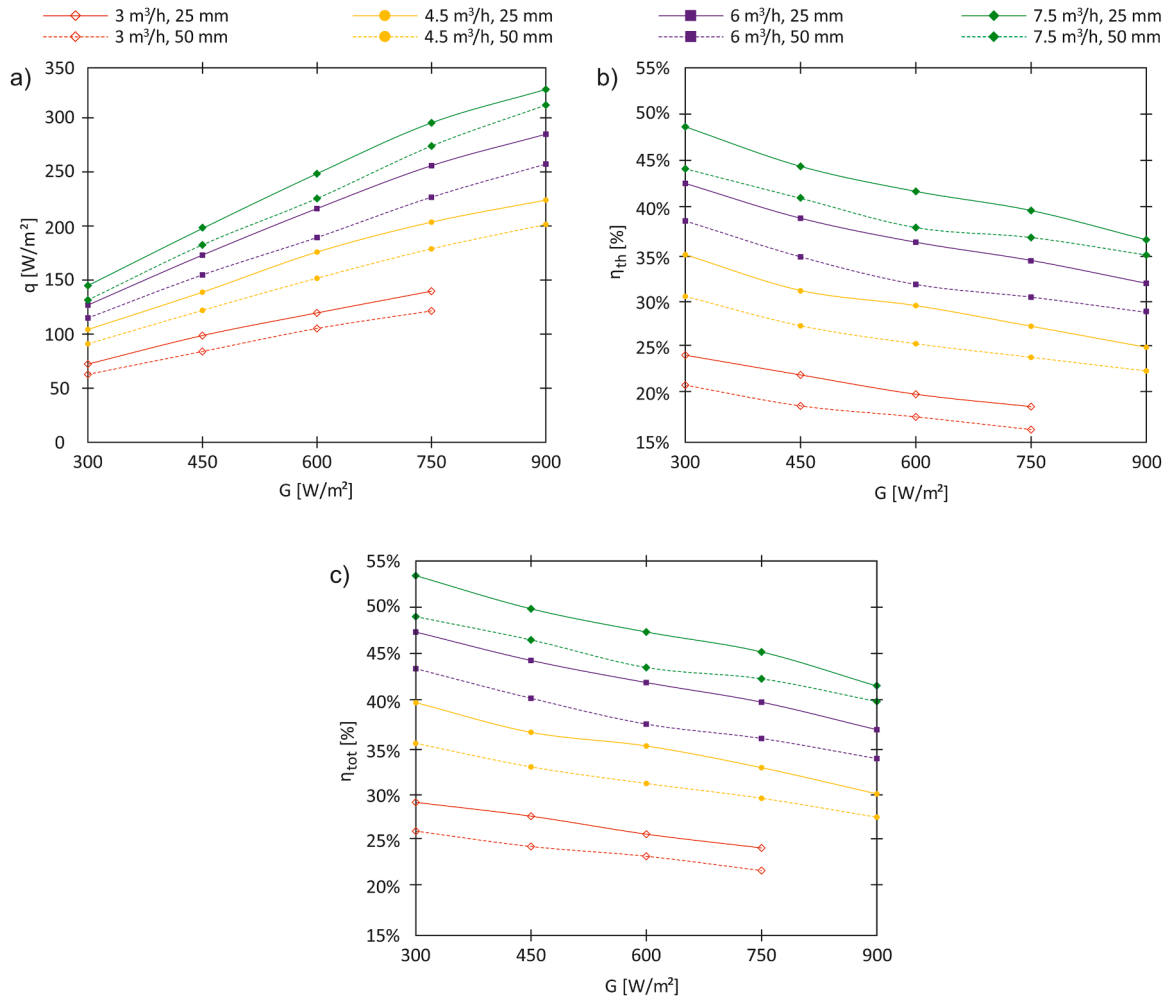 3 m³/h, 25 mm 4.5 m³/h, 25 mm 6 m³/h, 25 mm 7.5 m³/h, 25 mm
3 m³/h, 50 mm 4.5 m³/h, 50 mm 6 m³/h, 50 mm 7.5 m³/h, 50 mm
a)
350
300
250
200
150
100
50
0
q [W/m²]
300 450 600 750 900
G [W/m²]
b)
55%
50%
45%
40%
35%
30%
25%
20%
15%
ηth [%]
300 450 600 750 900
G [W/m²]
c)
55%
50%
45%
40%
35%
30%
25%
20%
15%
ηtot [%]
300 450 600 750 900
G [W/m²]